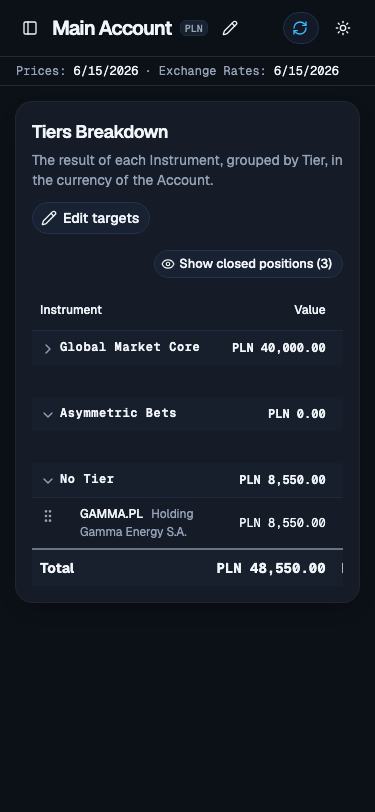 Main Account PLN
Prices: 6/15/2026 · Exchange Rates: 6/15/2026
Tiers Breakdown
The result of each Instrument, grouped by Tier, in
the currency of the Account.
Edit targets
Show closed positions (3)
Instrument Value
Global Market Core PLN 40,000.00
Asymmetric Bets PLN 0.00
No Tier PLN 8,550.00
GAMMA.PL Holding
Gamma Energy S.A. PLN 8,550.00
Total PLN 48,550.00